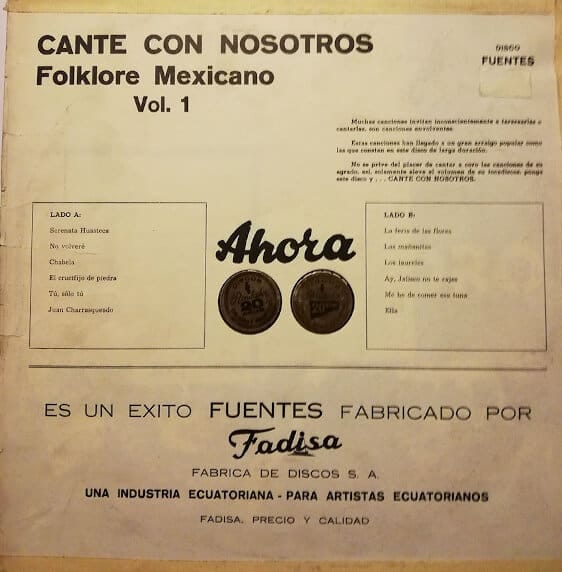 CANTE CON NOSOTROS
Folklore Mexicano
Vol. 1
DISCO
FUENTES
Muchas canciones invitan inconscientemente a tararearlas o
cantarlas, son canciones envolventes.
Estas canciones han llegado a un gran arraigo popular como
las que constan en este disco de larga duración.
No se prive del placer de cantar a coro las canciones de su
agrado, así, solamente eleve el volumen de su tocadiscos, ponga
este disco y . . . CANTE CON NOSOTROS.
LADO A:
Serenata Huasteca
No volveré
Chabela
El crucifijo de piedra
Tú, sólo tú
Juan Charrasqueado
Ahora
20
LADO B:
La feria de las flores
Las mañanitas
Los laureles
Ay, Jalisco no te rajes
Me he de comer esa tuna
Ella
ES UN EXITO FUENTES FABRICADO POR
Fadisa
FABRICA DE DISCOS S. A.
UNA INDUSTRIA ECUATORIANA - PARA ARTISTAS ECUATORIANOS
FADISA, PRECIO Y CALIDAD